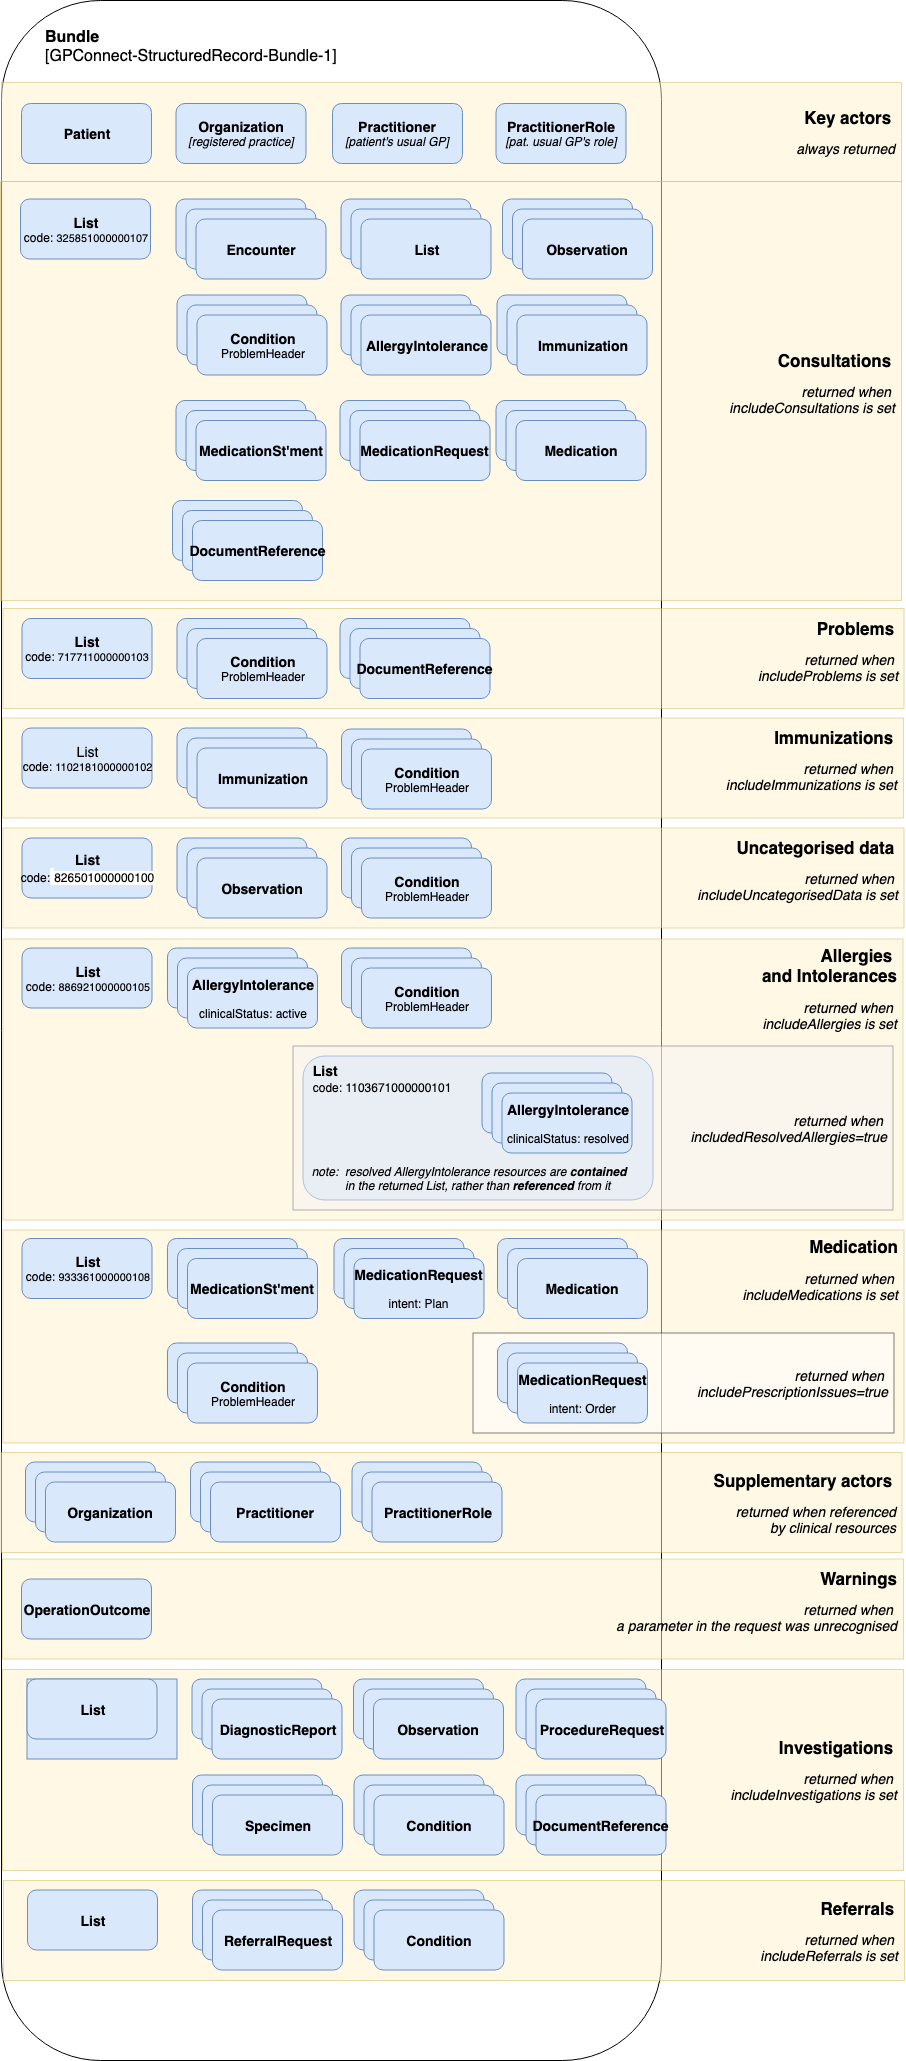 Bundle
[GPConnect-StructuredRecord-Bundle-1]
Patient
Organization
[registered practice]
Practitioner
[patient's usual GP]
PractitionerRole
[pat. usual GP's role]
Key actors
always returned
List
code: 325851000000107
Encounter
List
Observation
Condition
ProblemHeader
AllergyIntolerance
Immunization
MedicationSt'ment
MedicationRequest
Medication
DocumentReference
Consultations
returned when
includeConsultations is set
List
code: 717711000000103
Condition
ProblemHeader
DocumentReference
Problems
returned when
includeProblems is set
List
code: 1102181000000102
Immunization
Condition
ProblemHeader
Immunizations
returned when
includeImmunizations is set
List
code: 826501000000100
Observation
Condition
ProblemHeader
Uncategorised data
returned when
includeUncategorisedData is set
List
code: 886921000000105
AllergyIntolerance
clinicalStatus: active
Condition
ProblemHeader
Allergies
and Intolerances
returned when
includeAllergies is set
List
code: 1103671000000101
AllergyIntolerance
clinicalStatus: resolved
note: resolved AllergyIntolerance resources are contained
in the returned List, rather than referenced from it
returned when
includedResolvedAllergies=true
List
code: 933361000000108
MedicationSt'ment
MedicationRequest
intent: Plan
Medication
Medication
returned when
includeMedications is set
Condition
ProblemHeader
MedicationRequest
intent: Order
returned when
includePrescriptionIssues=true
Organization
Practitioner
PractitionerRole
Supplementary actors
returned when referenced
by clinical resources
OperationOutcome
Warnings
returned when
a parameter in the request was unrecognised
List
DiagnosticReport
Observation
ProcedureRequest
Specimen
Condition
DocumentReference
Investigations
returned when
includeInvestigations is set
List
ReferralRequest
Condition
Referrals
returned when
includeReferrals is set